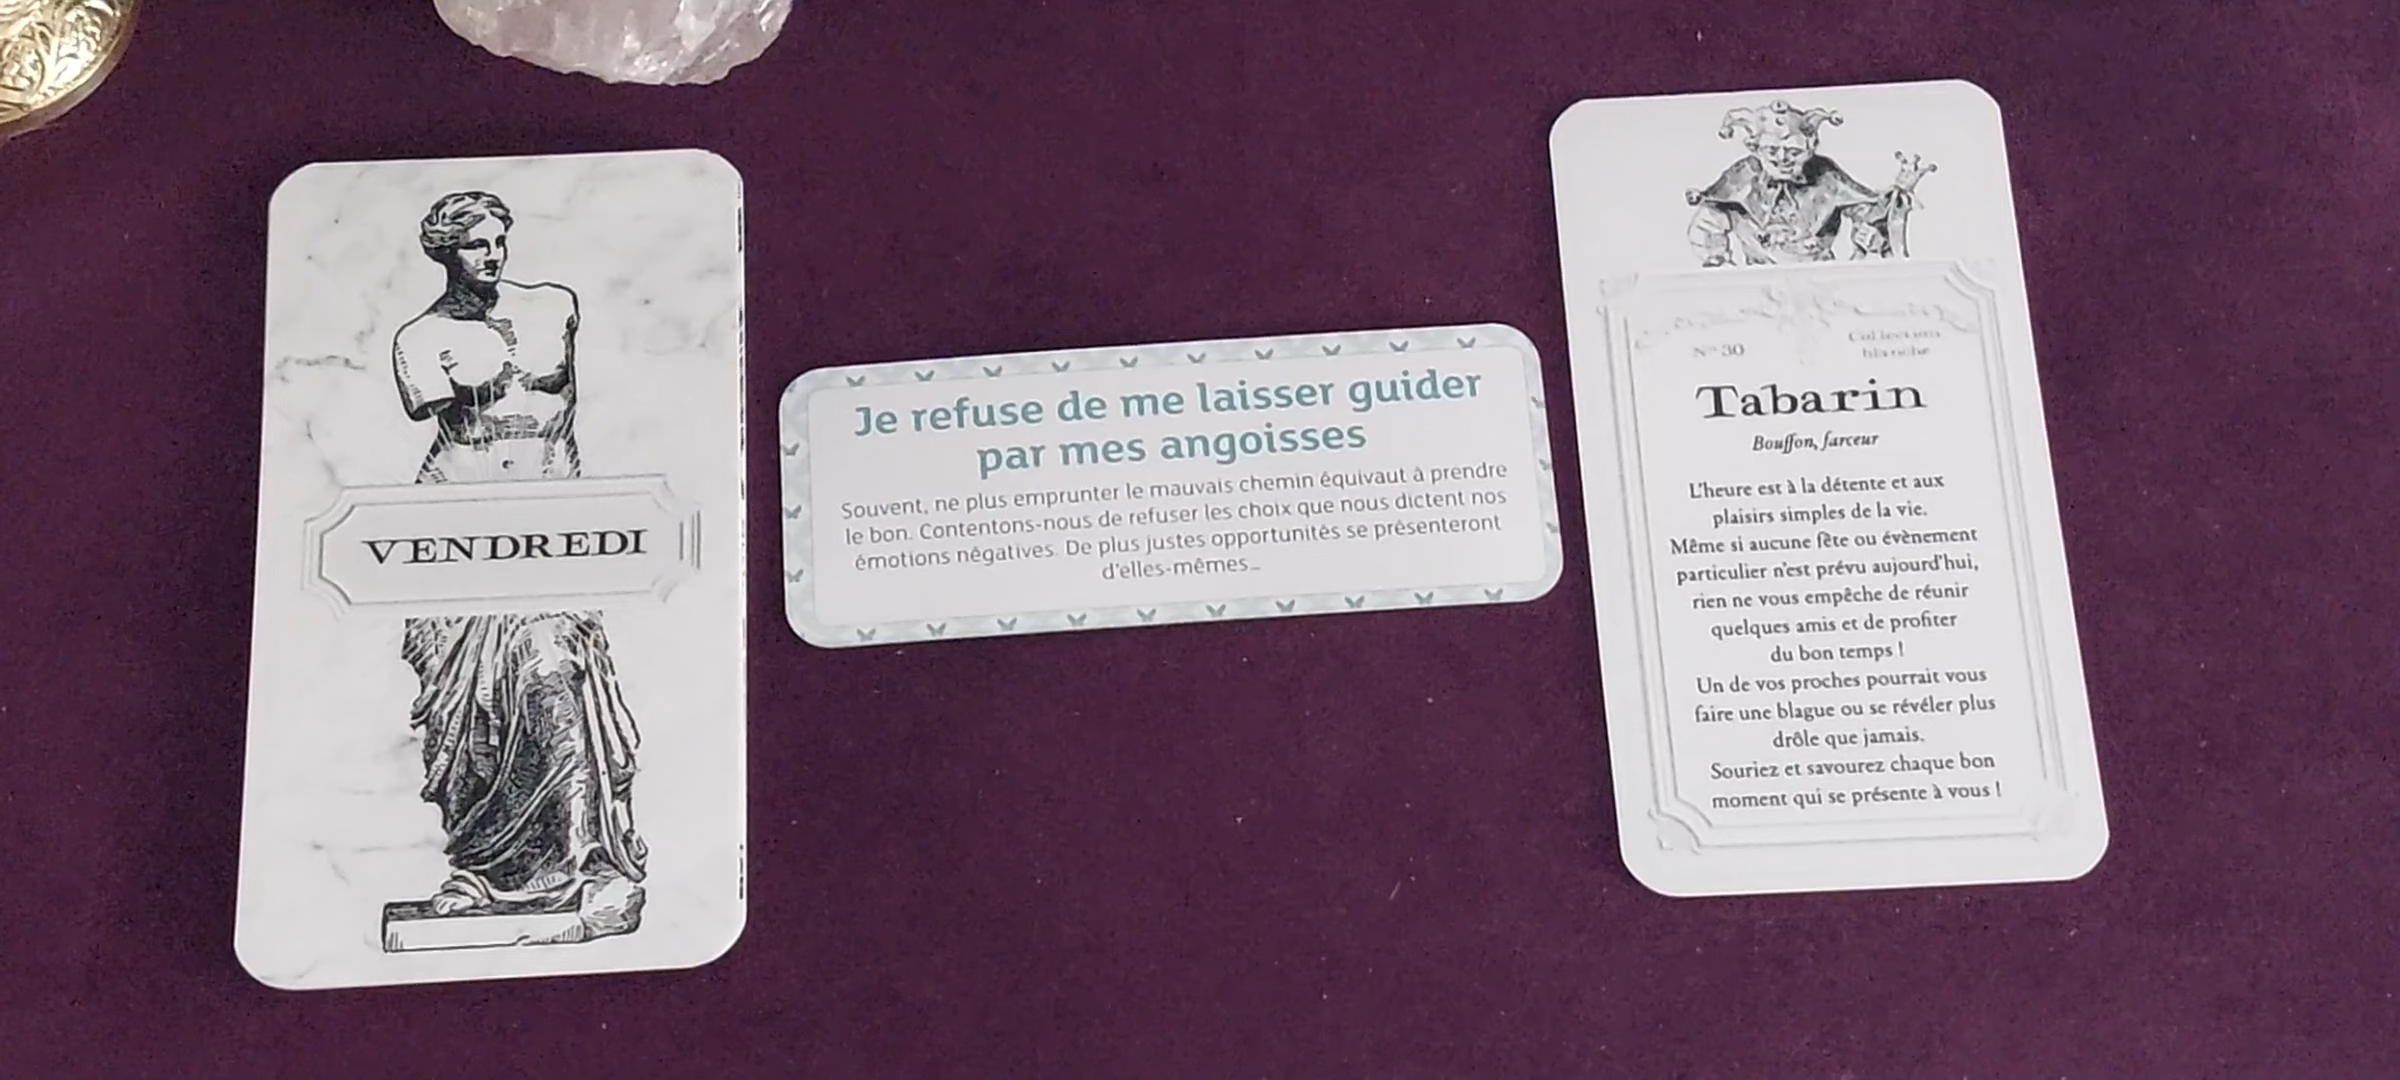 VENDREDI
Je refuse de me laisser guider
par mes angoisses
Souvent, ne plus emprunter le mauvais chemin équivaut à prendre
le bon. Contentons-nous de refuser les choix que nous dictent nos
émotions négatives. De plus justes opportunités se présenteront
d'elles-mêmes...
N° 30
Collection
blanche
Tabarin
Bouffon, farceur
L'heure est à la détente et aux
plaisirs simples de la vie.
Même si aucune fête ou évènement
particulier n'est prévu aujourd'hui,
rien ne vous empêche de réunir
quelques amis et de profiter
du bon temps !
Un de vos proches pourrait vous
faire une blague ou se révéler plus
drôle que jamais.
Souriez et savourez chaque bon
moment qui se présente à vous !